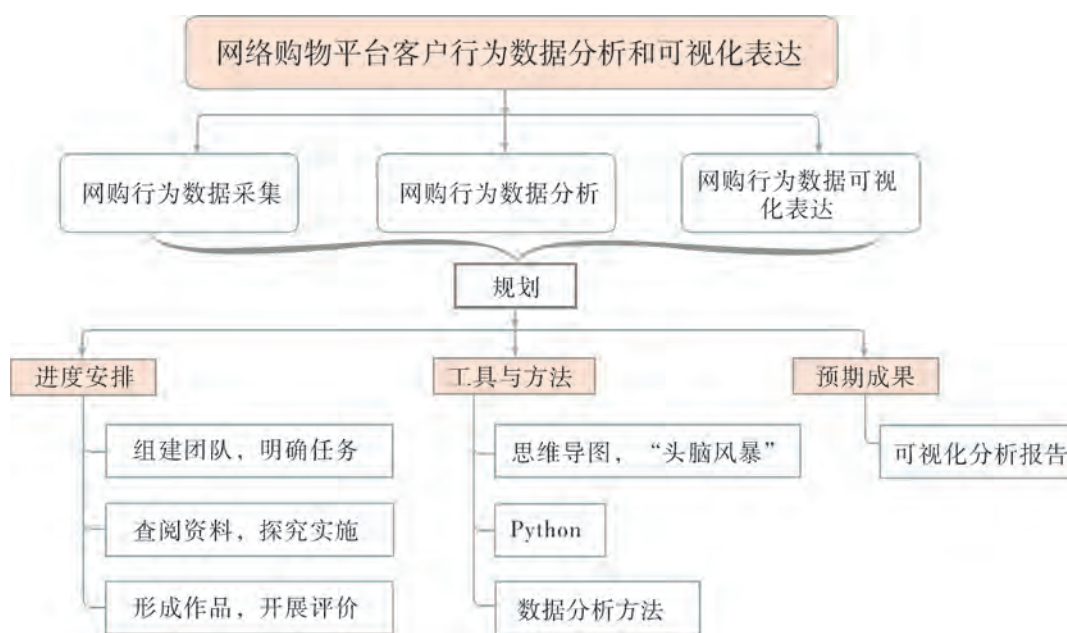 网络购物平台客户行为数据分析和可视化表达
网购行为数据采集
网购行为数据分析
网购行为数据可视
化表达
规划
进度安排
组建团队，明确任务
查阅资料，探究实施
形成作品，开展评价
工具与方法
思维导图，“头脑风暴”
Python
数据分析方法
预期成果
可视化分析报告